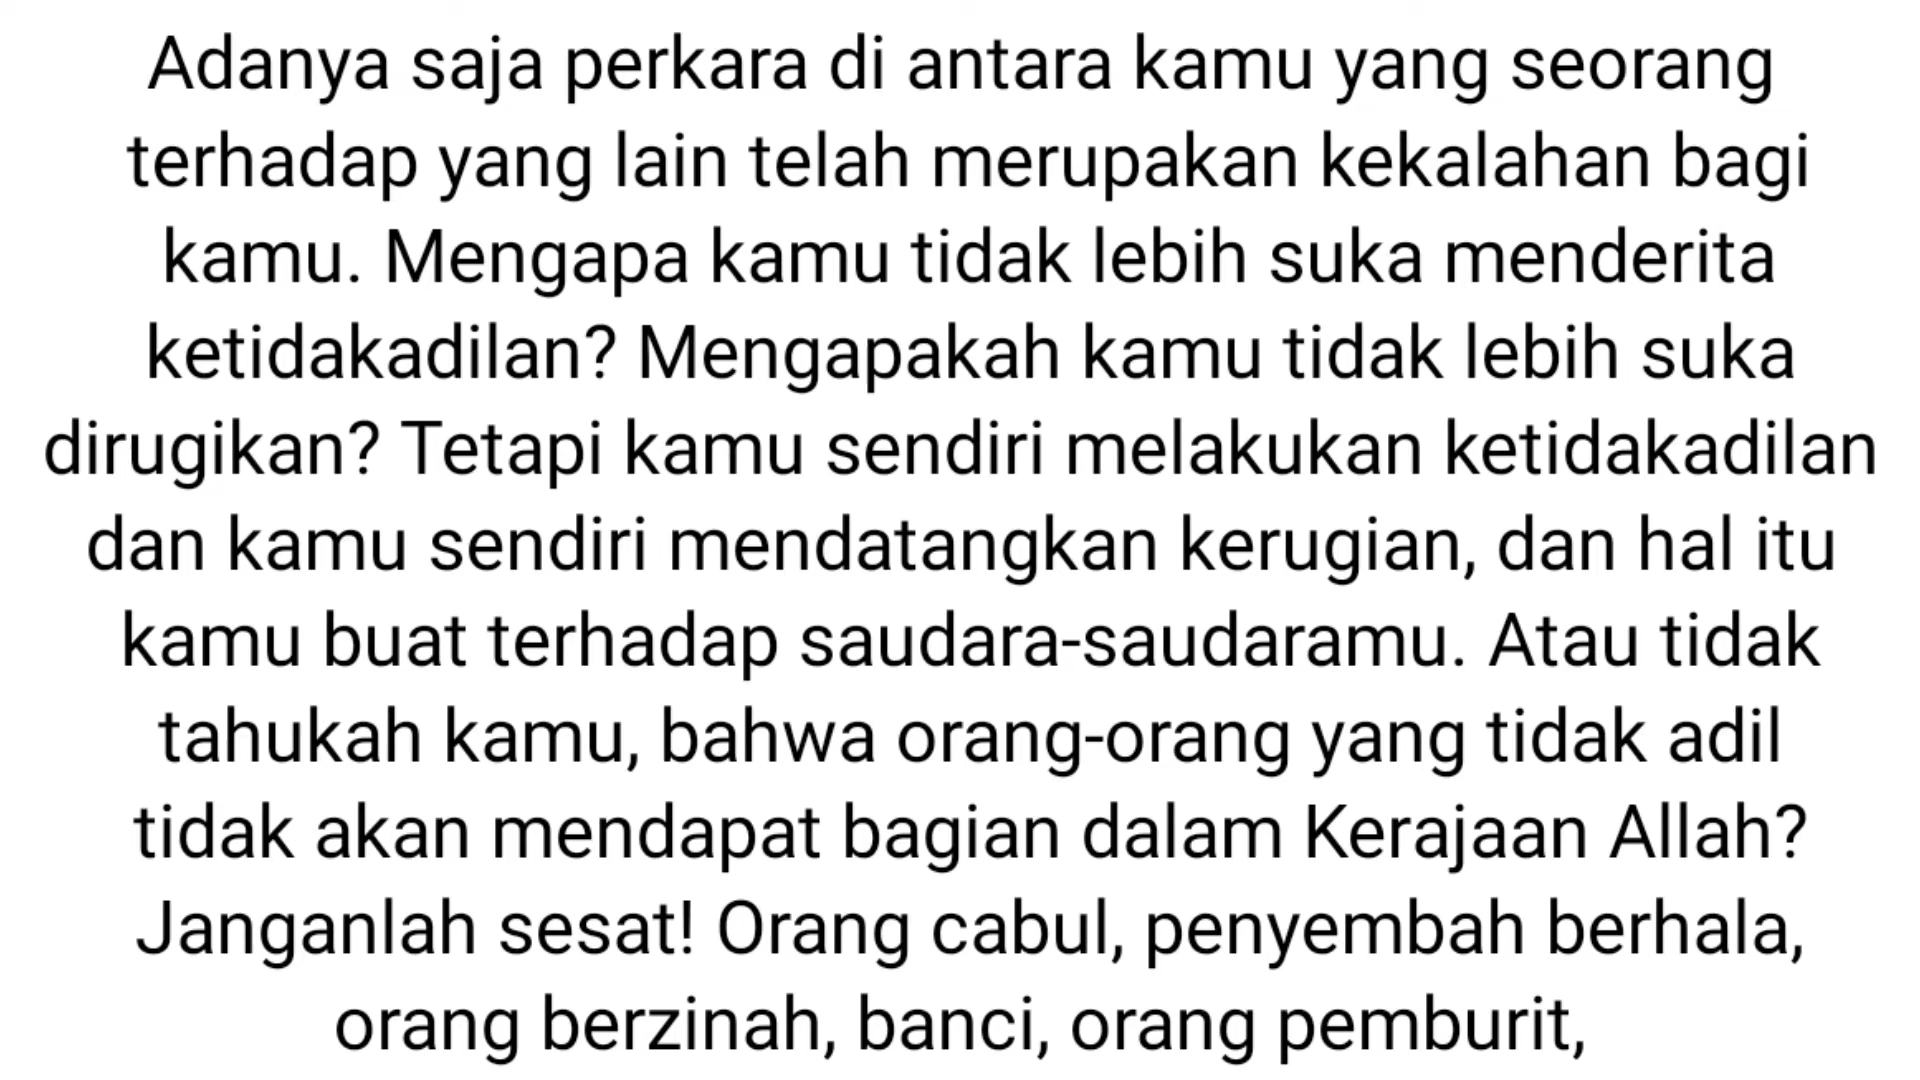 Adanya saja perkara di antara kamu yang seorang
terhadap yang lain telah merupakan kekalahan bagi
kamu. Mengapa kamu tidak lebih suka menderita
ketidakadilan? Mengapakah kamu tidak lebih suka
dirugikan? Tetapi kamu sendiri melakukan ketidakadilan
dan kamu sendiri mendatangkan kerugian, dan hal itu
kamu buat terhadap saudara-saudaramu. Atau tidak
tahukah kamu, bahwa orang-orang yang tidak adil
tidak akan mendapat bagian dalam Kerajaan Allah?
Janganlah sesat! Orang cabul, penyembah berhala,
orang berzinah, banci, orang pemburit,